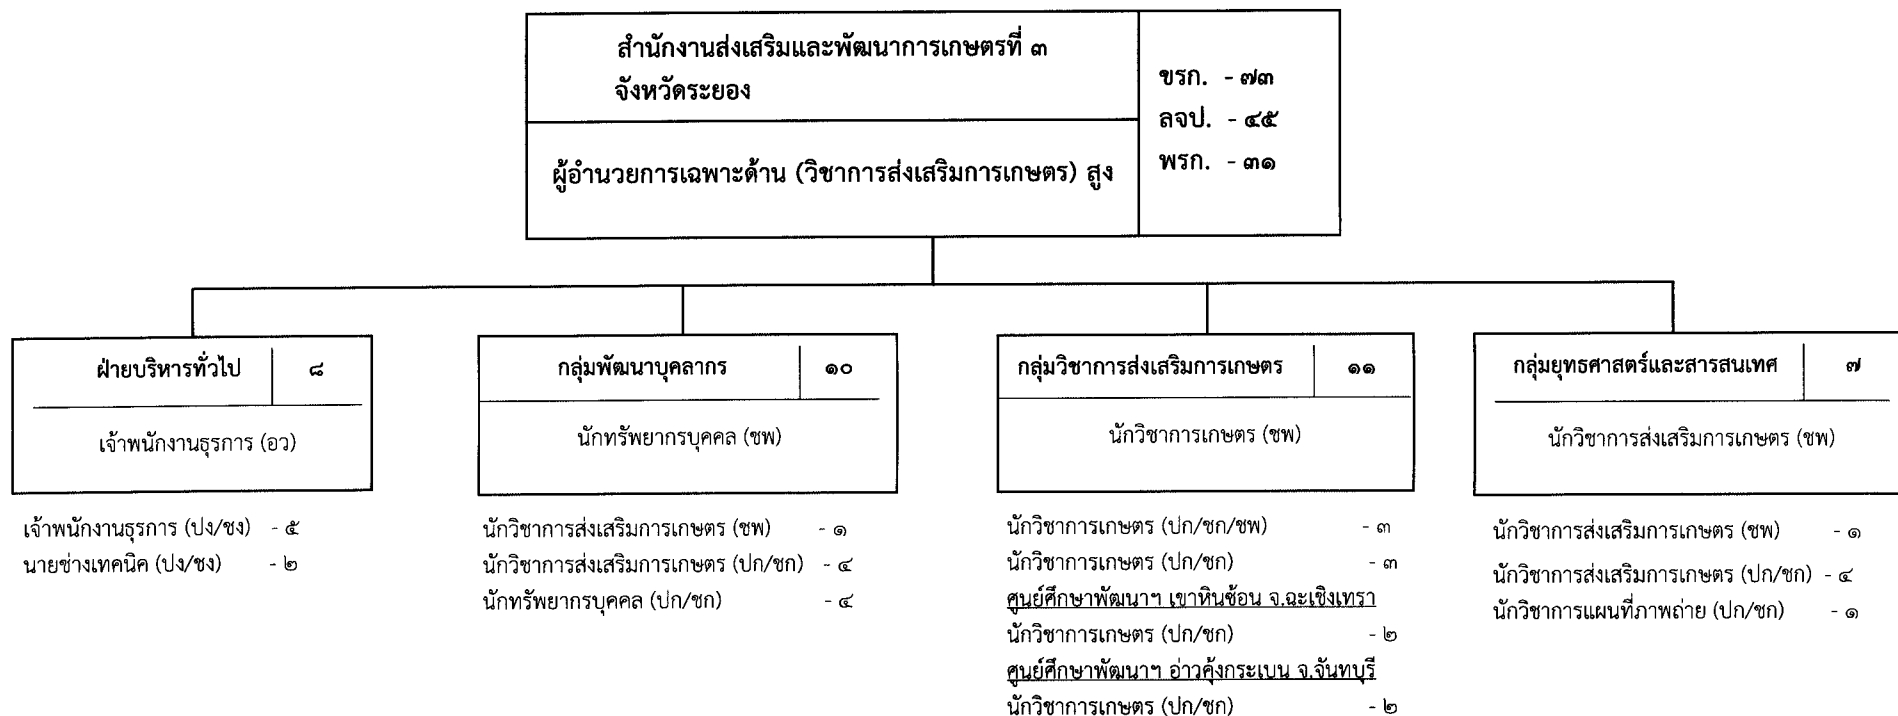 สำนักงานส่งเสริมและพัฒนาการเกษตรที่ ๓
จังหวัดระยอง
ผู้อำนวยการเฉพาะด้าน (วิชาการส่งเสริมการเกษตร) สูง
ขรก. - ๗๓
ลจป. - ๔๕
พรก. - ๓๑
ฝ่ายบริหารทั่วไป ๘
เจ้าพนักงานธุรการ (อว)
เจ้าพนักงานธุรการ (ปง/ชง) - ๕
นายช่างเทคนิค (ปง/ชง) - ๒
กลุ่มพัฒนาบุคลากร ๑๐
นักทรัพยากรบุคคล (ชพ)
นักวิชาการส่งเสริมการเกษตร (ชพ) - ๑
นักวิชาการส่งเสริมการเกษตร (ปก/ชก) - ๔
นักทรัพยากรบุคคล (ปก/ชก) - ๔
กลุ่มวิชาการส่งเสริมการเกษตร ๑๑
นักวิชาการเกษตร (ชพ)
นักวิชาการเกษตร (ปก/ชก/ชพ) - ๓
นักวิชาการเกษตร (ปก/ชก) - ๓
ศูนย์ศึกษาพัฒนาฯ เขาหินซ้อน จ.ฉะเชิงเทรา
นักวิชาการเกษตร (ปก/ชก) - ๒
ศูนย์ศึกษาพัฒนาฯ อ่าวคุ้งกระเบน จ.จันทบุรี
นักวิชาการเกษตร (ปก/ชก) - ๒
กลุ่มยุทธศาสตร์และสารสนเทศ ๗
นักวิชาการส่งเสริมการเกษตร (ชพ)
นักวิชาการส่งเสริมการเกษตร (ชพ) - ๑
นักวิชาการส่งเสริมการเกษตร (ปก/ชก) - ๔
นักวิชาการแผนที่ภาพถ่าย (ปก/ชก) - ๑